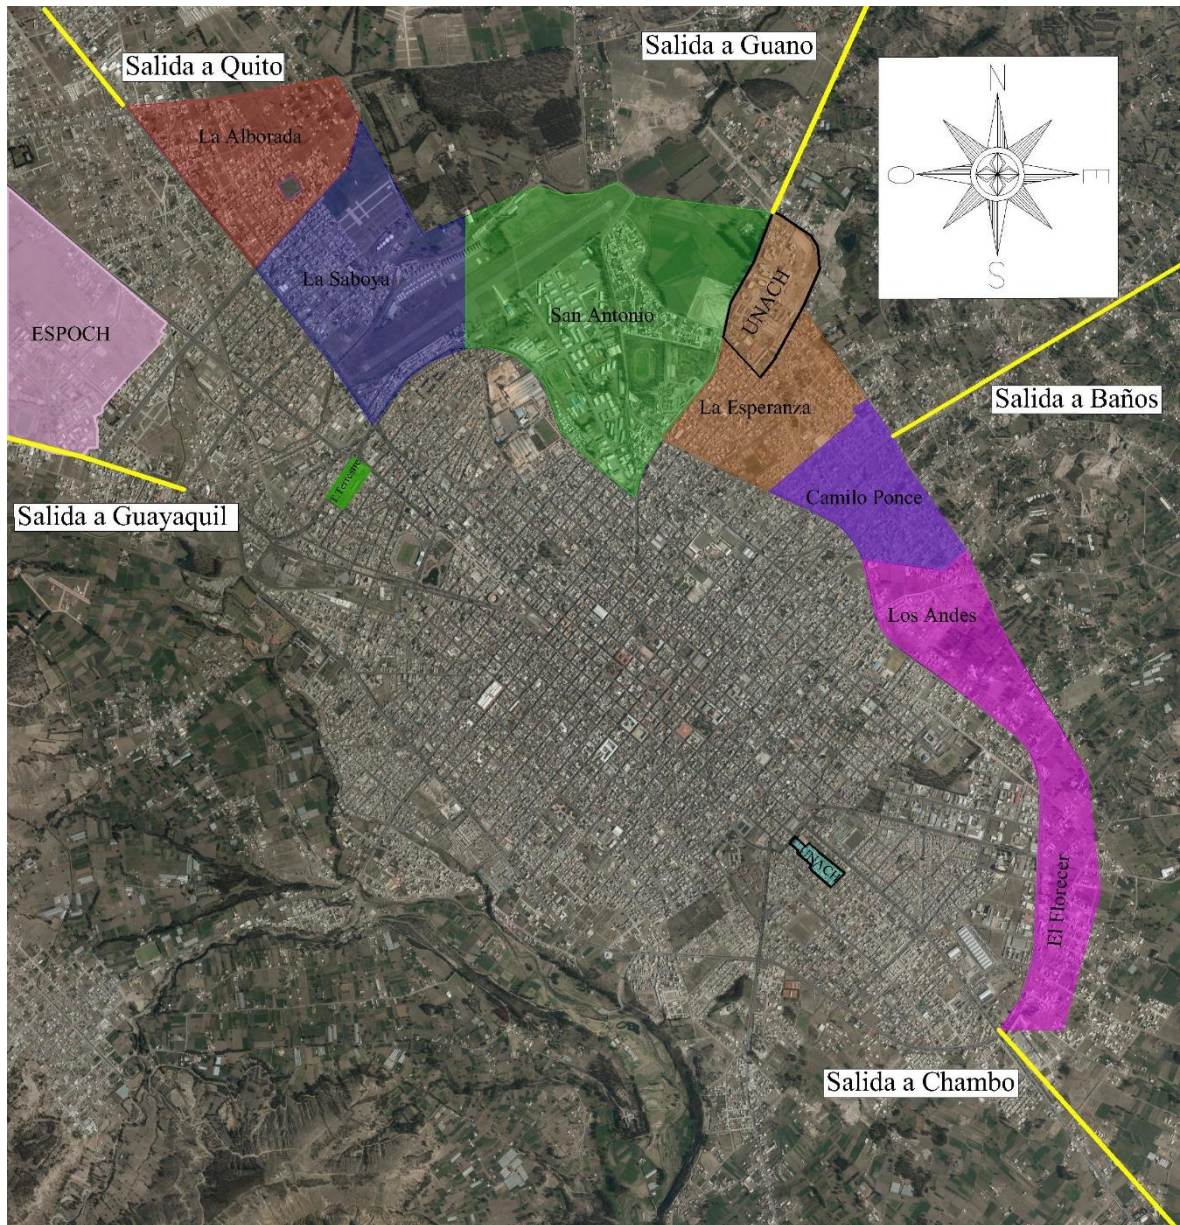 Salida a Guano
Salida a Quito
N
La Alborada
O
E
UNACH
S
La Saboya
San Antonio
ESPOCH
Salida a Baños
La Esperanza
T Terrestre
Camilo Ponce
Salida a Guayaquil
Los Andes
UNACH
El Florecer
Salida a Chambo